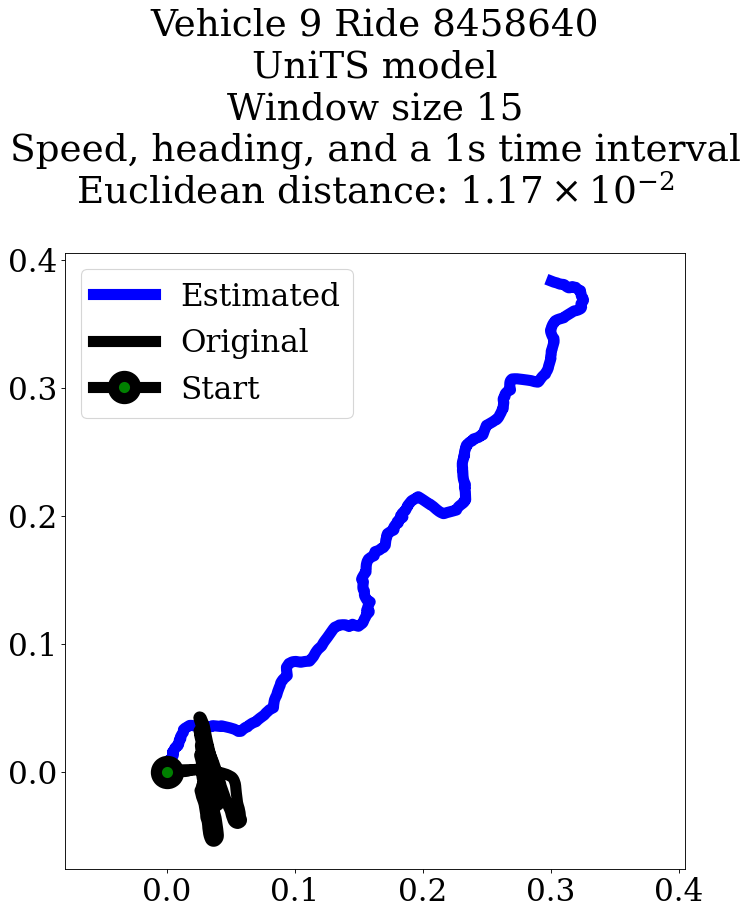 Vehicle 9 Ride 8458640
UniTS model
Window size 15
Speed, heading, and a 1s time interval
Euclidean distance: 1.17 × 10⁻²
0.4
0.3
0.2
0.1
0.0
Estimated
Original
Start
0.0 0.1 0.2 0.3 0.4